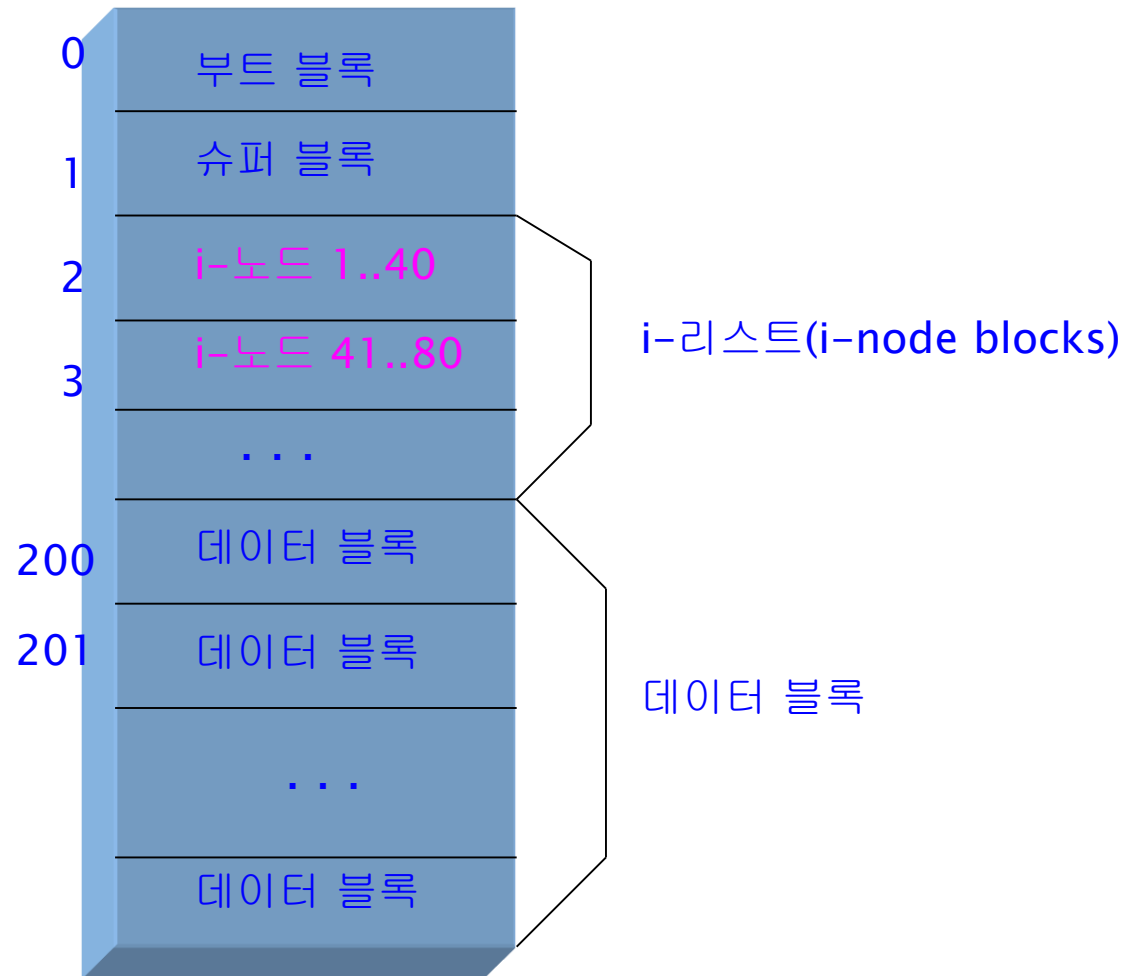 0
부트 블록
1
슈퍼 블록
2
i-노드 1..40
3
i-노드 41..80
. . .
i-리스트(i-node blocks)
200
데이터 블록
201
데이터 블록
데이터 블록
. . .
데이터 블록